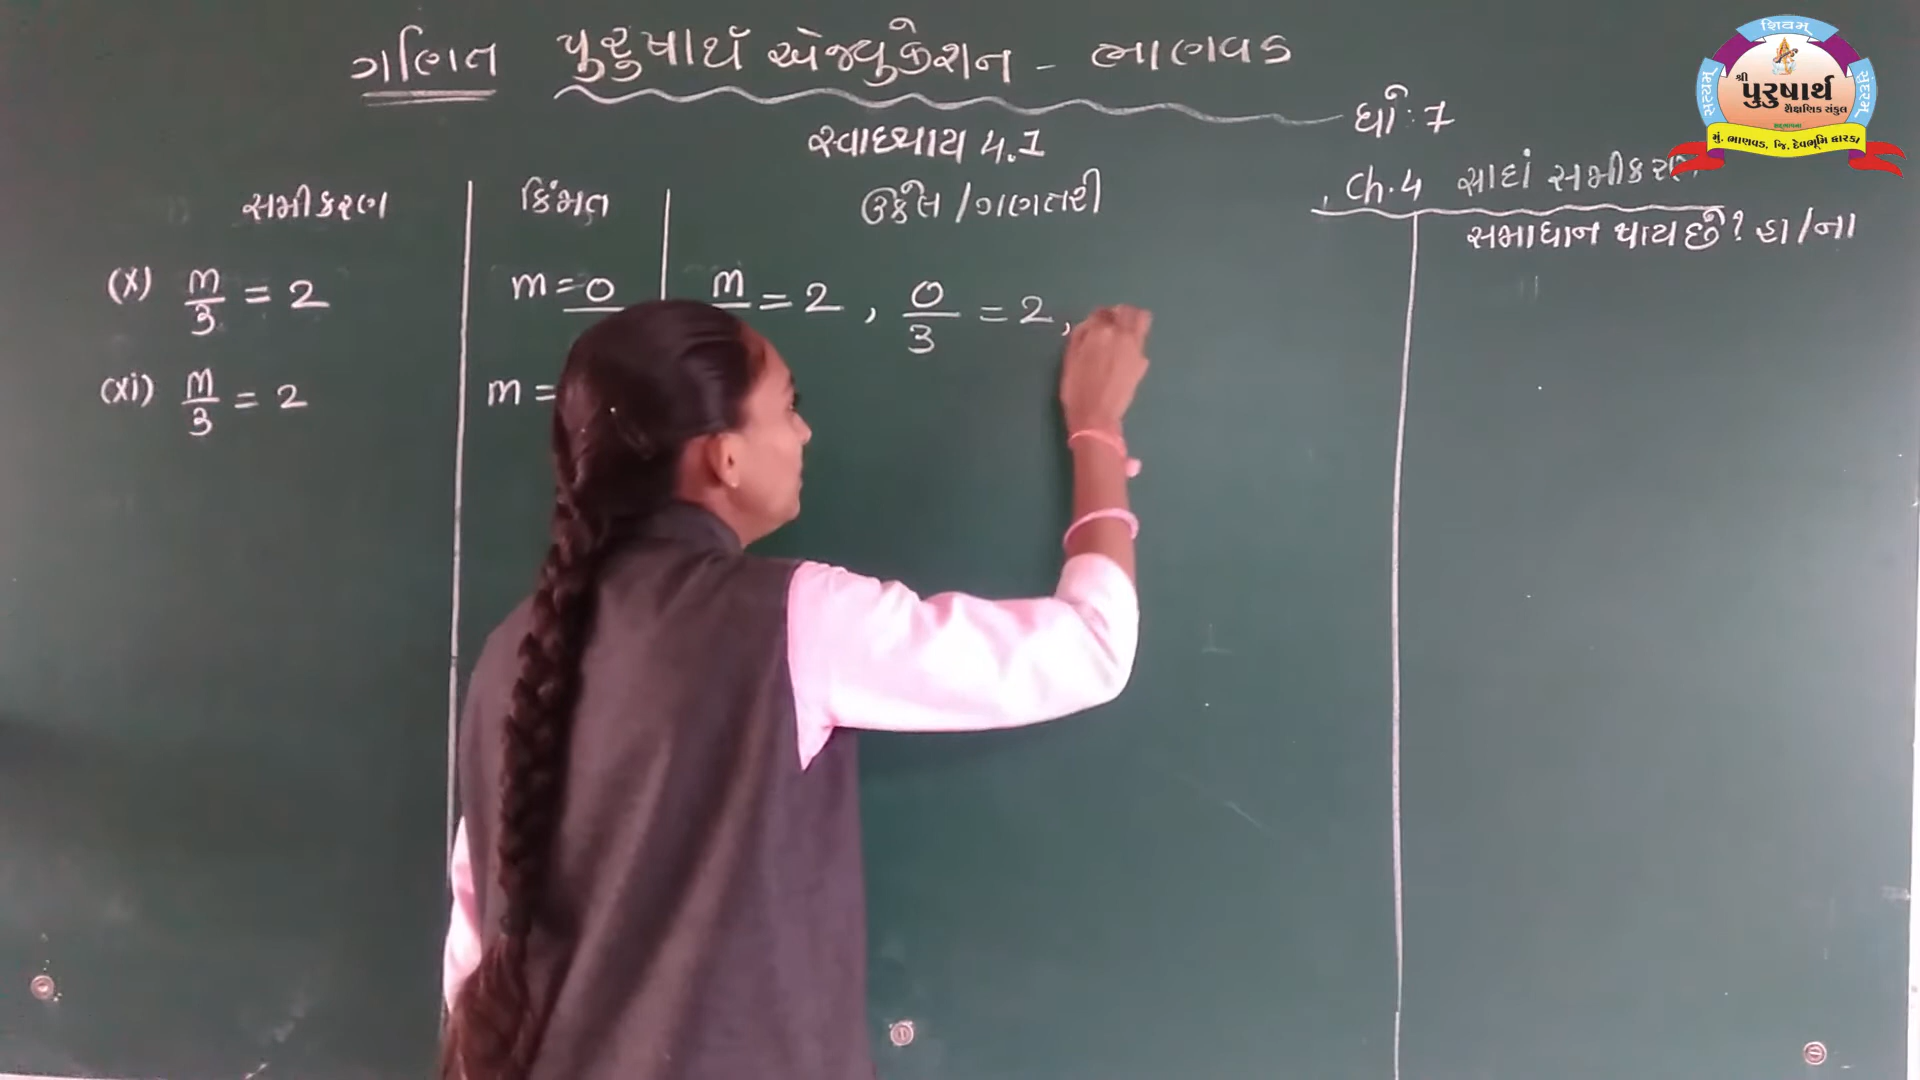 ગણિત પુરુષાર્થ એજ્યુકેશન - ભાણવડ
ધો : 7
સ્વાધ્યાય 4.1
Ch.4 સાદાં સમીકરણ
સમીકરણ કિંમત ઉકેલ /ગણતરી સમાધાન થાય છે? હા/ના
(x) m/3 = 2 m = 0 m = 2 , 0/3 = 2 ,
(xi) m/3 = 2 m =
શિવમ્
સત્યમ્
સુંદરમ્
શ્રી
પુરુષાર્થ
શૈક્ષણિક સંકુલ
મું. ભાણવડ, જિ. દેવભૂમિ દ્વારકા